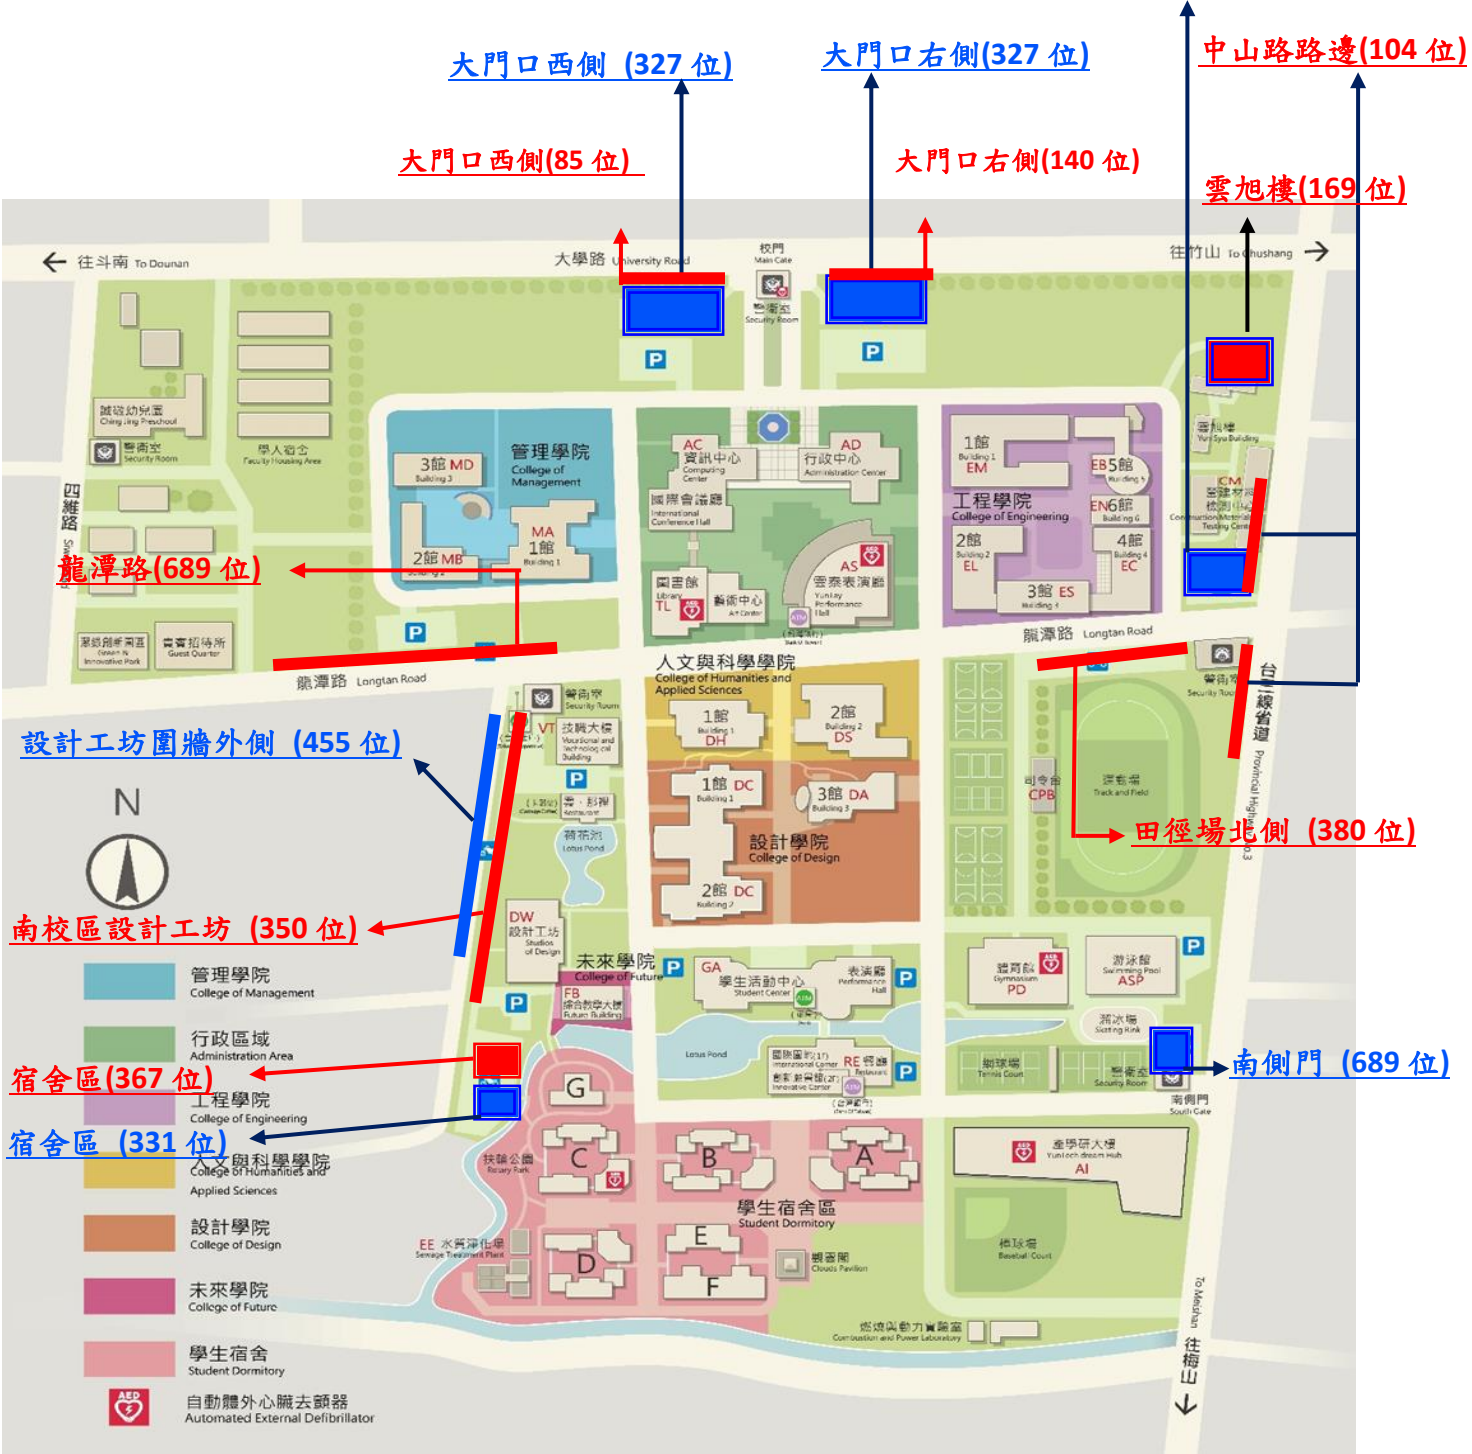 大門口西側 (327 位)
大門口右側(327 位)
中山路路邊(104 位)
大門口西側(85 位)
大門口右側(140 位)
雲旭樓(169 位)
往斗南 To Dounan
大學路 University Road
校門
Main Gate
往竹山 To Chushang
警衛室
Security Room
P
P
誠敬幼兒園
Ching Jing Preschool
警衛室
Security Room
學人宿舍
Faculty Housing Area
管理學院
College of
Management
3館 MD
Building 3
MA
1館
Building 1
2館 MB
Building 2
AC
資訊中心
Computing
Center
AD
行政中心
Administration Center
國際會議廳
International
Conference Hall
圖書館
Library
TL
藝術中心
Art Center
AS
雲泰表演廳
YunTay
Performance
Hall
1館
Building 1
EM
EB 5館
Building 5
工程學院
College of Engineering
EN 6館
Building 6
2館
Building 2
EL
4館
Building 4
EC
3館 ES
Building 3
雲旭樓
Yun Syu Building
CM
Testing Center
四維路
龍潭路(689 位)
貴賓招待所
Guest Quarter
Green &
Innovative Park
P
龍潭路 Longtan Road
龍潭路 Longtan Road
警衛室
Security Room
警衛室
Security Room
台三線省道 Provincial Highway No.3
設計工坊圍牆外側 (455 位)
VT 技職大樓
Vocational and
Technological
Building
P
荷花池
Lotus Pond
人文與科學學院
College of Humanities and
Applied Sciences
1館
Building 1
DH
2館
Building 2
DS
1館 DC
Building 1
3館 DA
Building 3
設計學院
College of Design
2館 DC
Building 2
司令台
CPB
運動場
Track and Field
田徑場北側 (380 位)
N
南校區設計工坊 (350 位)
DW
設計工坊
Studios
of Design
未來學院
College of Future
FB
綜合教學大樓
Future Building
P
P
GA
學生活動中心
Student Center
表演廳
Performance
Hall
P
體育館
Gymnasium
PD
游泳館
Swimming Pool
ASP
P
溜冰場
Skating Rink
網球場
Tennis Court
警衛室
Security Room
南側門
South Gate
南側門 (689 位)
Lotus Pond
International Corner
Innovative Center
RE 餐廳
Restaurant
P
管理學院
College of Management
行政區域
Administration Area
宿舍區(367 位)
工程學院
College of Engineering
宿舍區 (331 位)
人文與科學學院
College of Humanities and
Applied Sciences
設計學院
College of Design
未來學院
College of Future
學生宿舍
Student Dormitory
AED
自動體外心臟去顫器
Automated External Defibrillator
G
扶輪公園
Rotary Park
C
B
A
學生宿舍區
Student Dormitory
EE 水質淨化場
Sewage Treatment Plant
D
E
F
觀雲閣
Clouds Pavilion
產學研大樓
YunTech dream Hub
AI
棒球場
Baseball Court
燃燒與動力實驗室
Combustion and Power Laboratory
To Meishan 往梅山